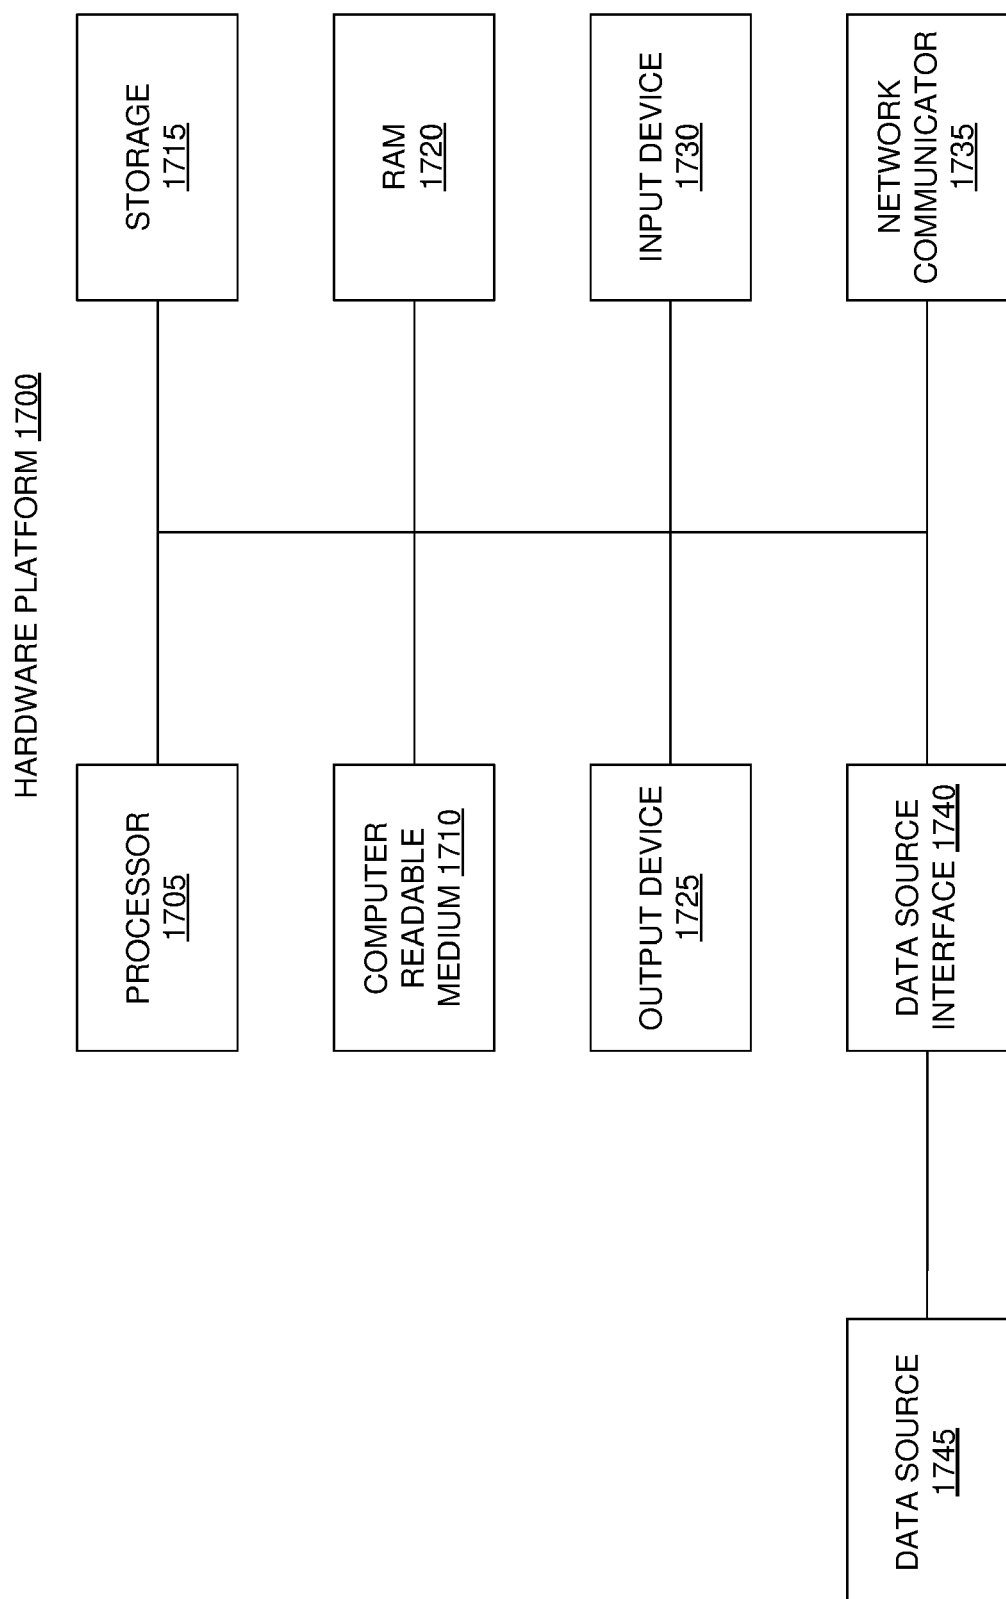 HARDWARE PLATFORM 1700
PROCESSOR
1705
STORAGE
1715
COMPUTER
READABLE
MEDIUM 1710
RAM
1720
OUTPUT DEVICE
1725
INPUT DEVICE
1730
DATA SOURCE
1745
DATA SOURCE
INTERFACE 1740
NETWORK
COMMUNICATOR
1735